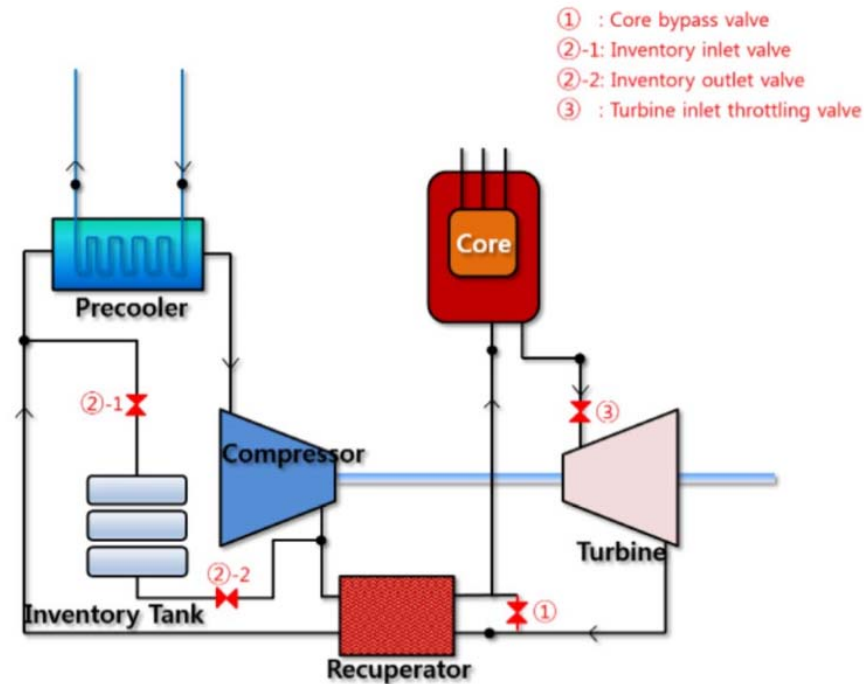 ① : Core bypass valve
②-1: Inventory inlet valve
②-2: Inventory outlet valve
③ : Turbine inlet throttling valve
Core
Precooler
②-1
③
Compressor
Turbine
②-2
Inventory Tank
①
Recuperator